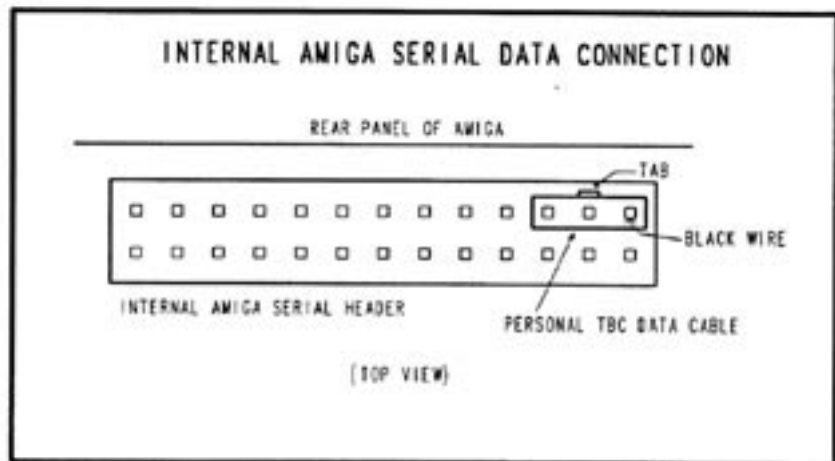 INTERNAL AMIGA SERIAL DATA CONNECTION
REAR PANEL OF AMIGA
TAB
BLACK WIRE
INTERNAL AMIGA SERIAL HEADER
PERSONAL TBC DATA CABLE
(TOP VIEW)